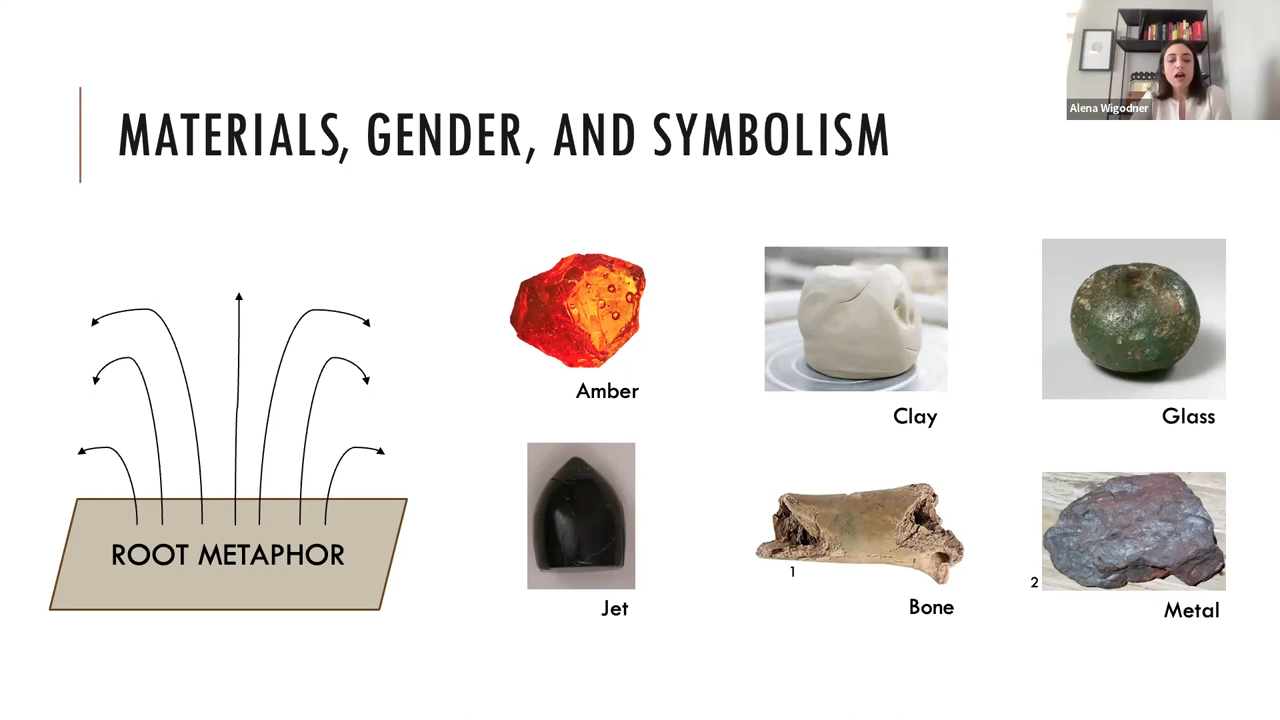 Alena Wigodner
MATERIALS, GENDER, AND SYMBOLISM
ROOT METAPHOR
Amber
Clay
Glass
Jet
1
Bone
2
Metal